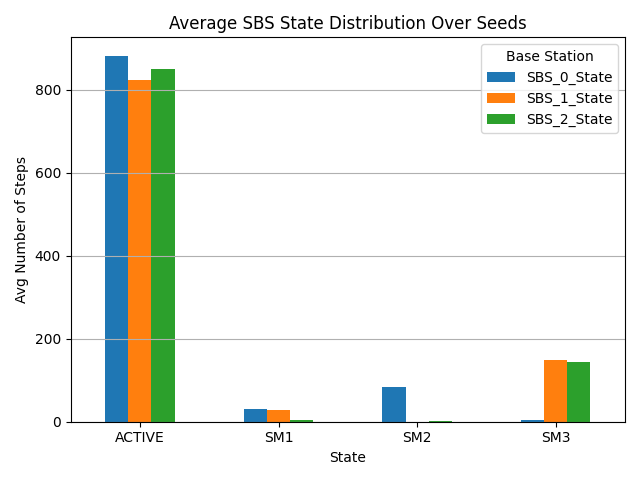 Average SBS State Distribution Over Seeds
Base Station
SBS_0_State
SBS_1_State
SBS_2_State
Avg Number of Steps
800
600
400
200
0
ACTIVE SM1 SM2 SM3
State